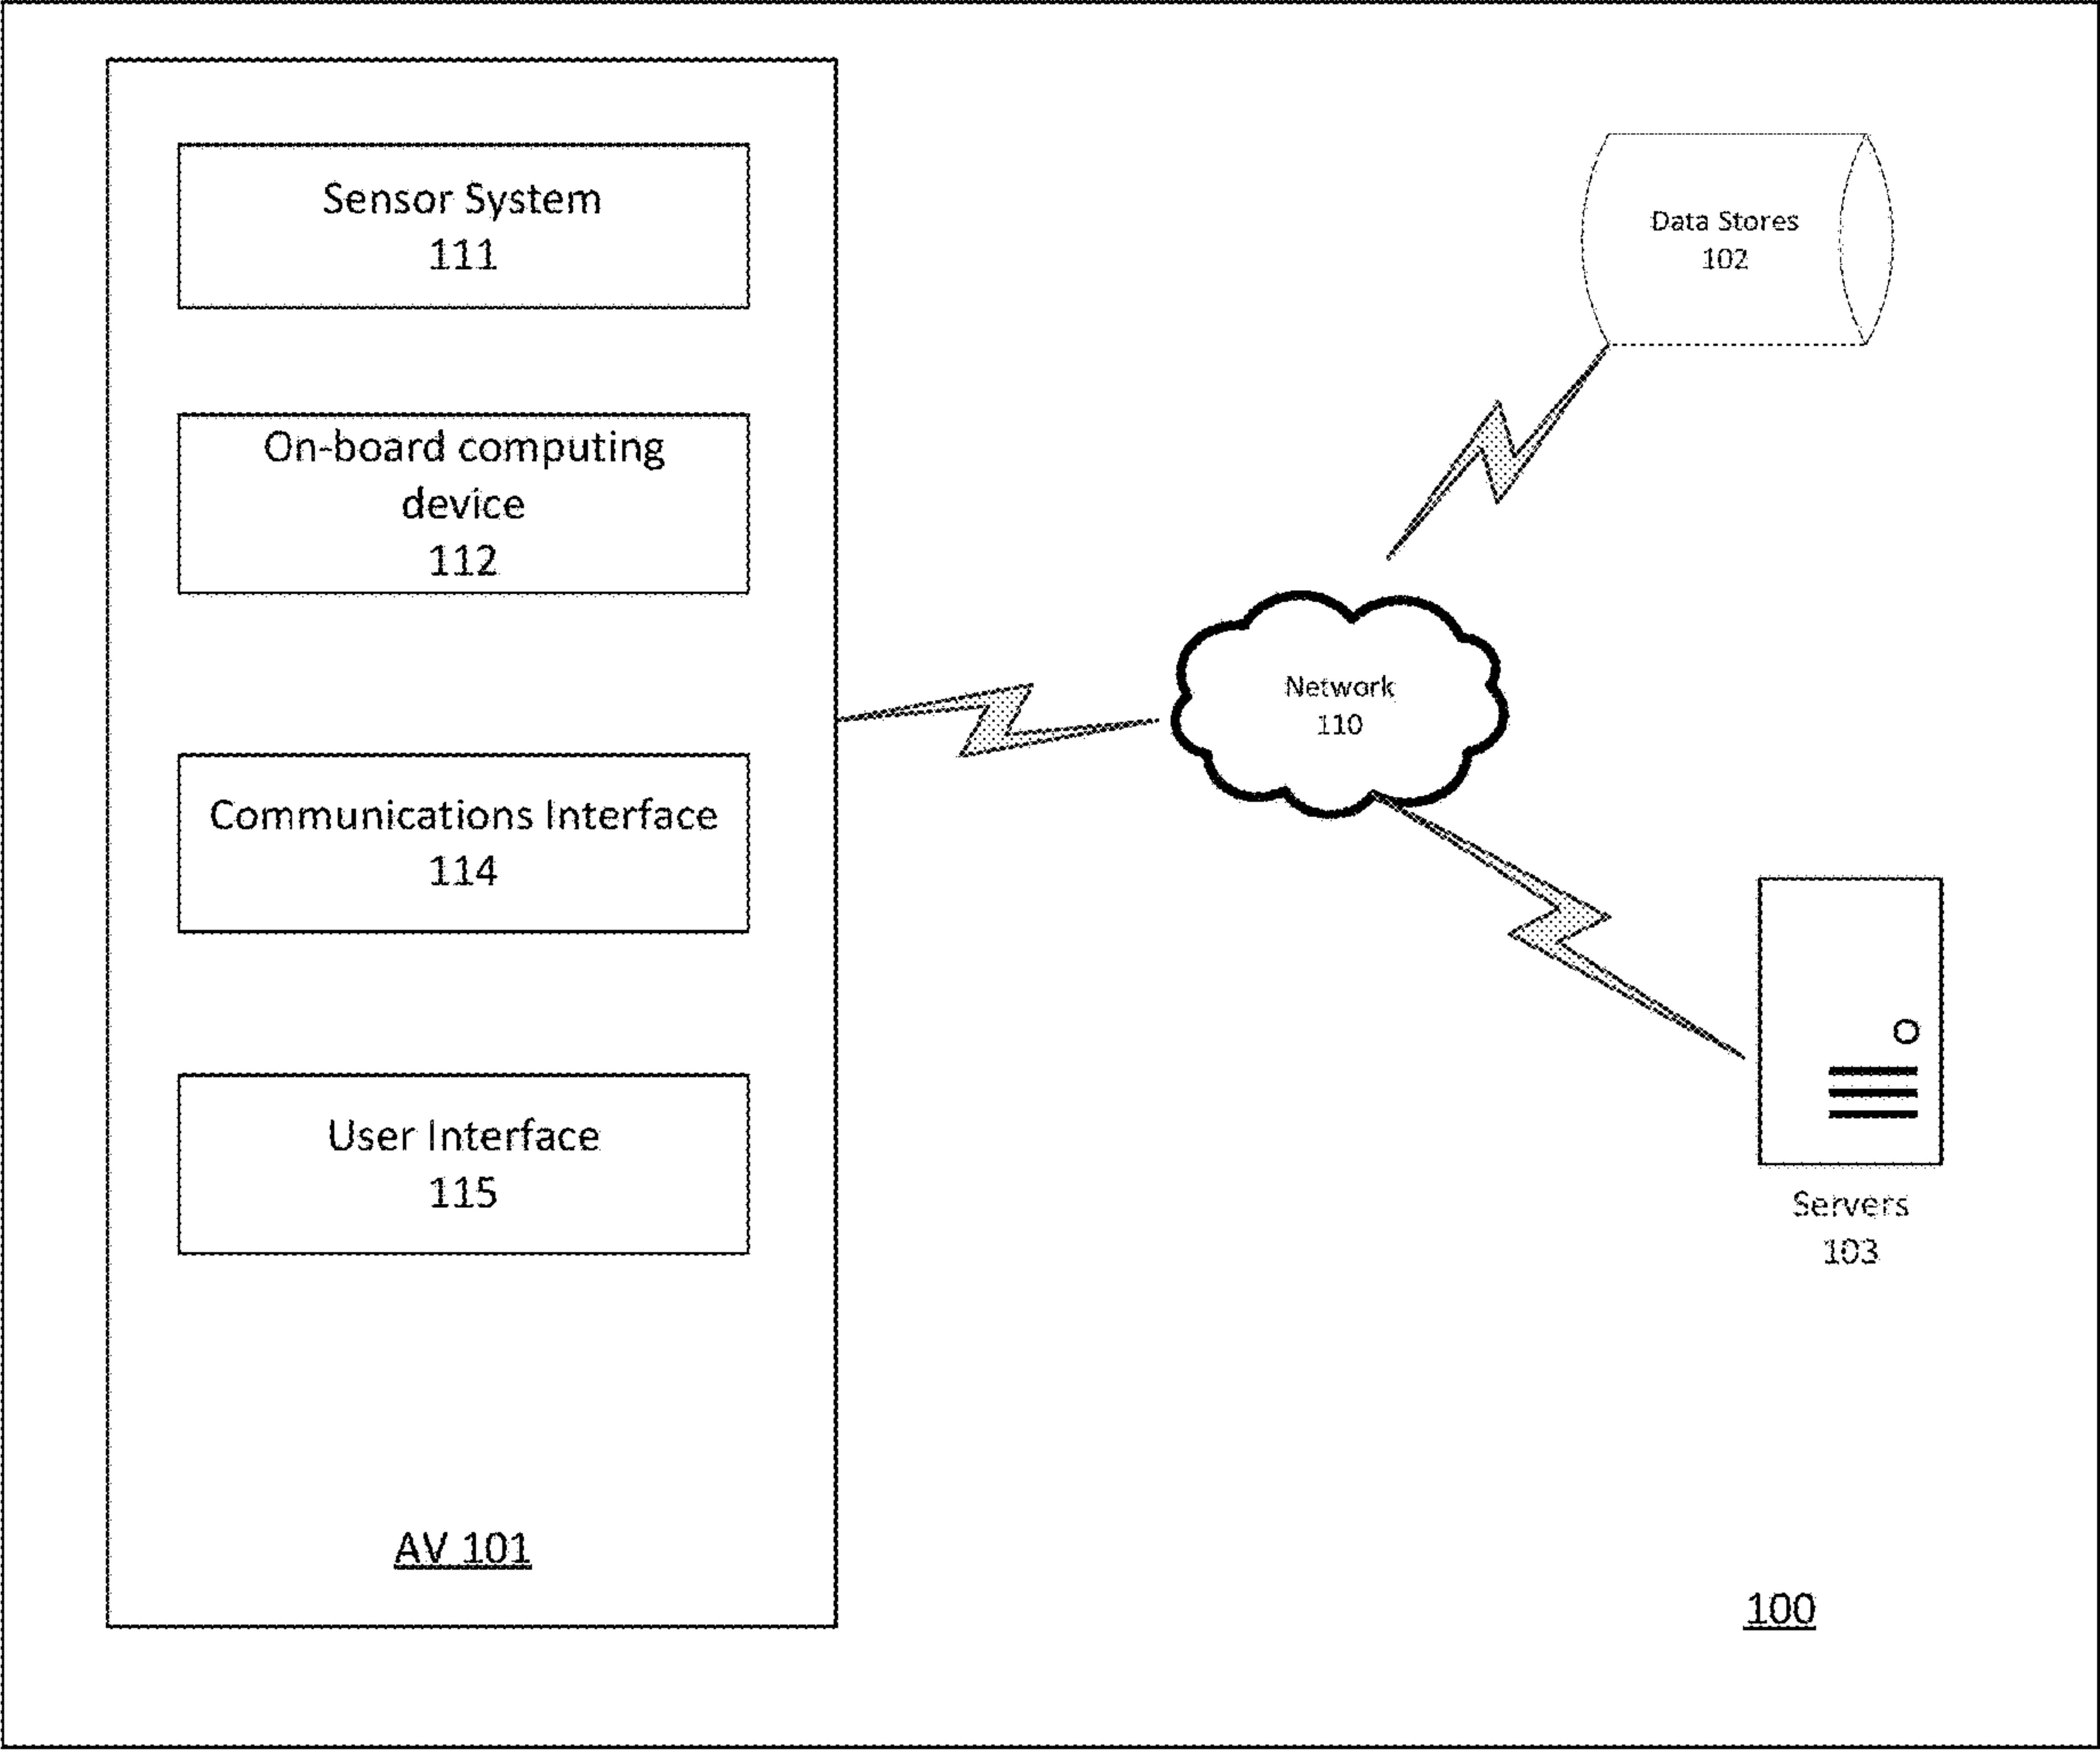 Sensor System
111
On-board computing
device
112
Communications Interface
114
User Interface
115
AV 101
Data Stores
102
Network
110
Servers
103
100